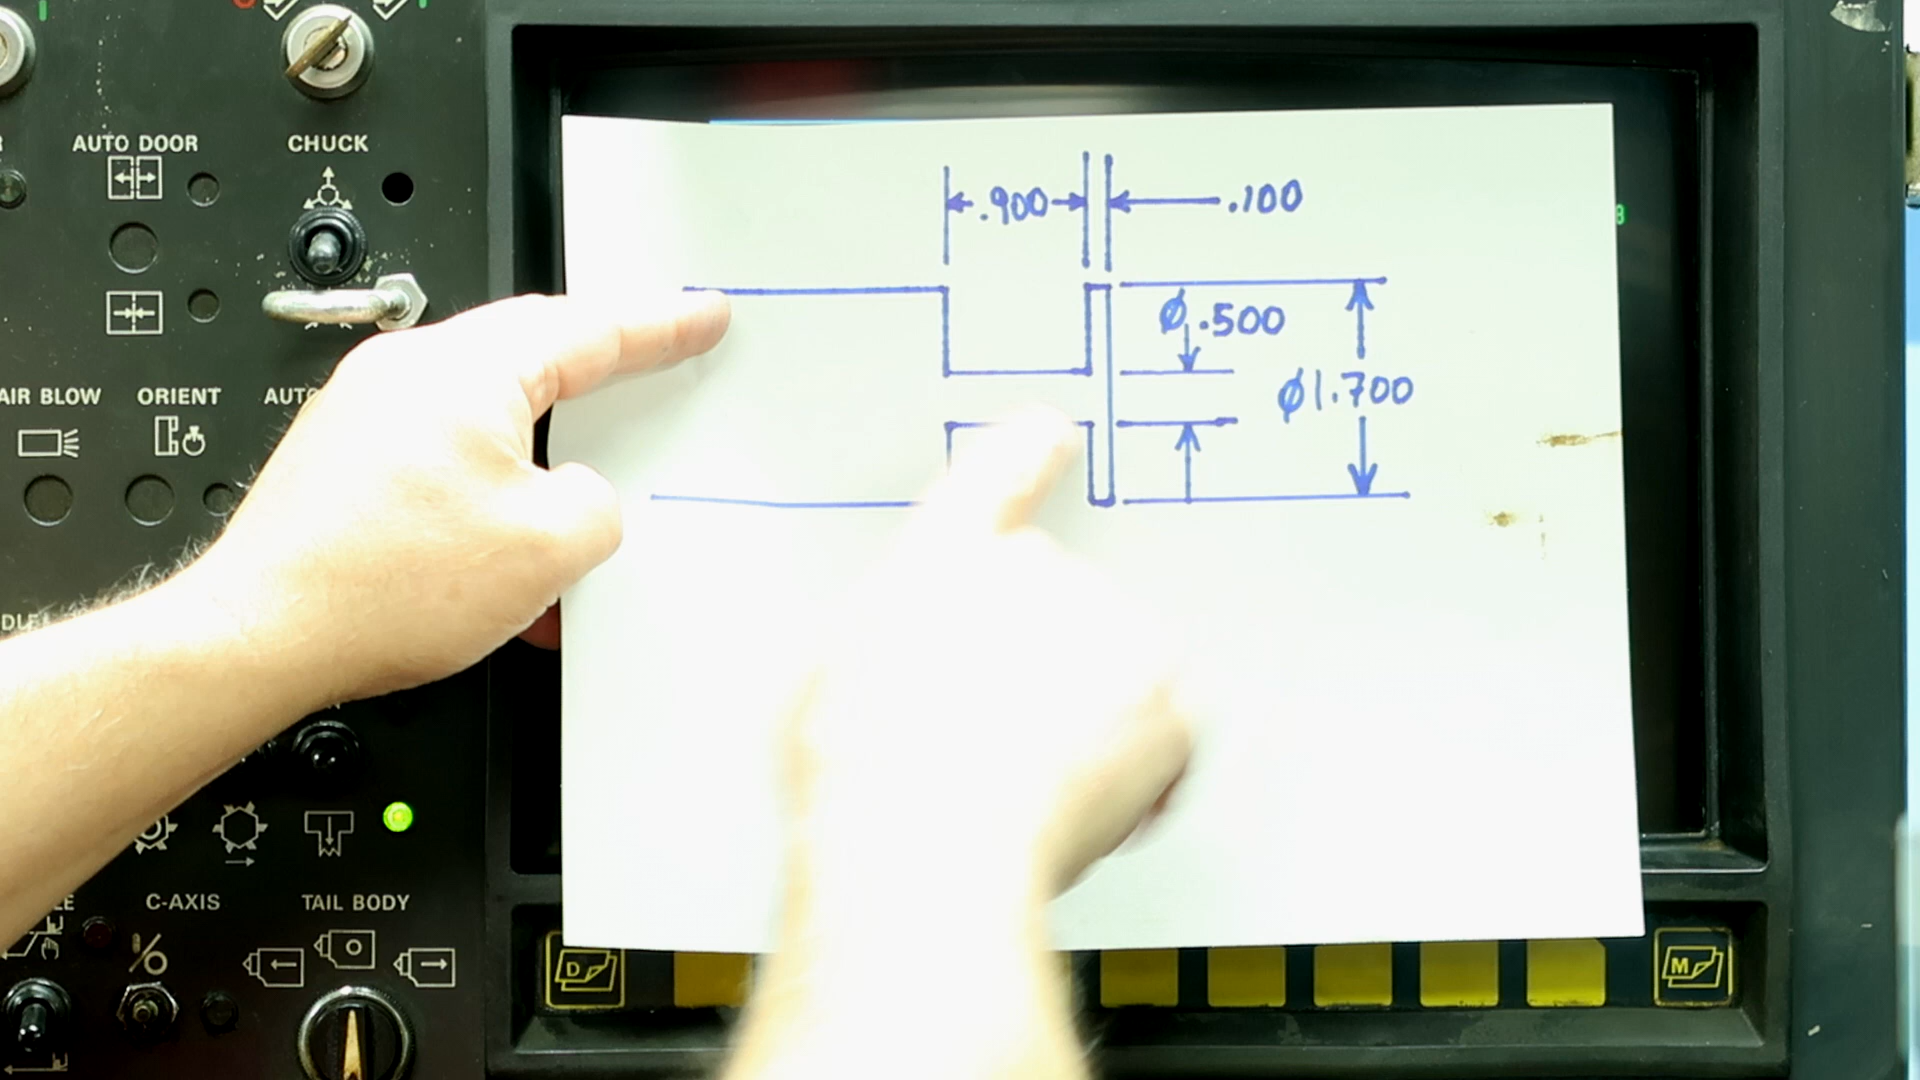 AUTO DOOR
CHUCK
AIR BLOW
ORIENT
C-AXIS
TAIL BODY
.900
.100
ø.500
ø1.700
D
M